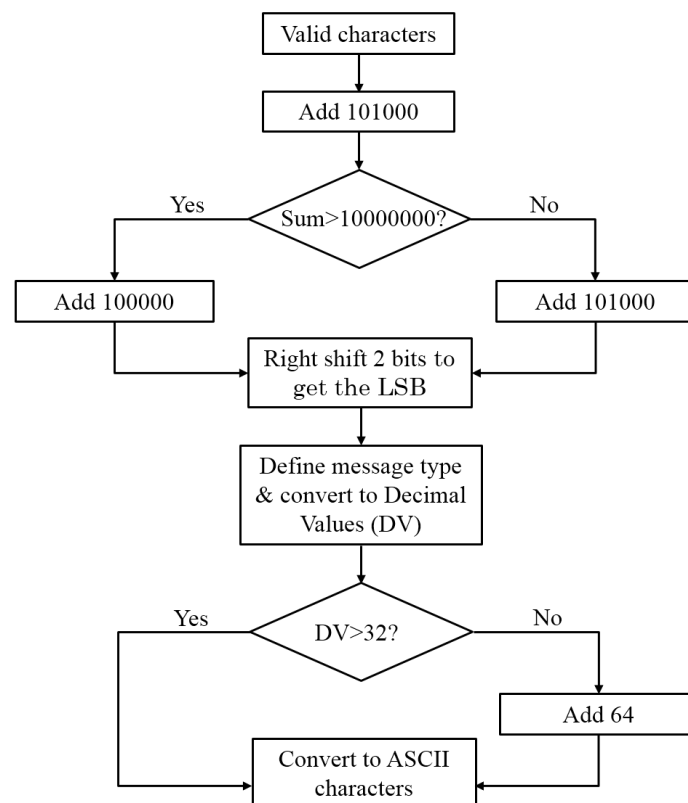 Valid characters
Add 101000
Sum>10000000?
Yes
No
Add 100000
Add 101000
Right shift 2 bits to
get the LSB
Define message type
& convert to Decimal
Values (DV)
DV>32?
Yes
No
Add 64
Convert to ASCII
characters